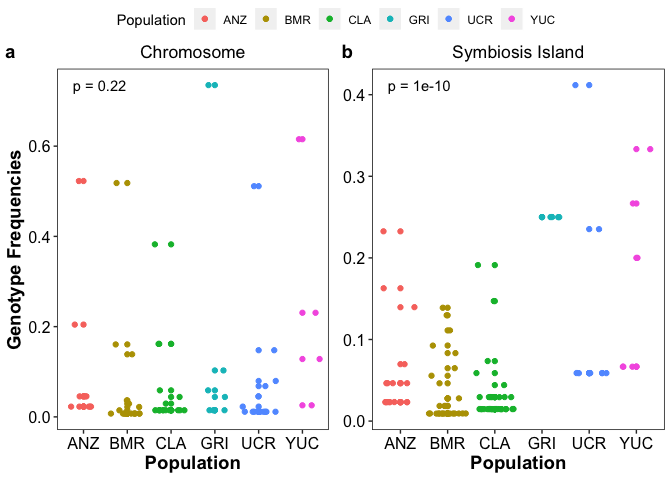 Population ANZ BMR CLA GRI UCR YUC
a Chromosome
b Symbiosis Island
p = 0.22
p = 1e-10
Genotype Frequencies
0.6
0.4
0.2
0.0
0.4
0.3
0.2
0.1
0.0
ANZ BMR CLA GRI UCR YUC
Population
ANZ BMR CLA GRI UCR YUC
Population